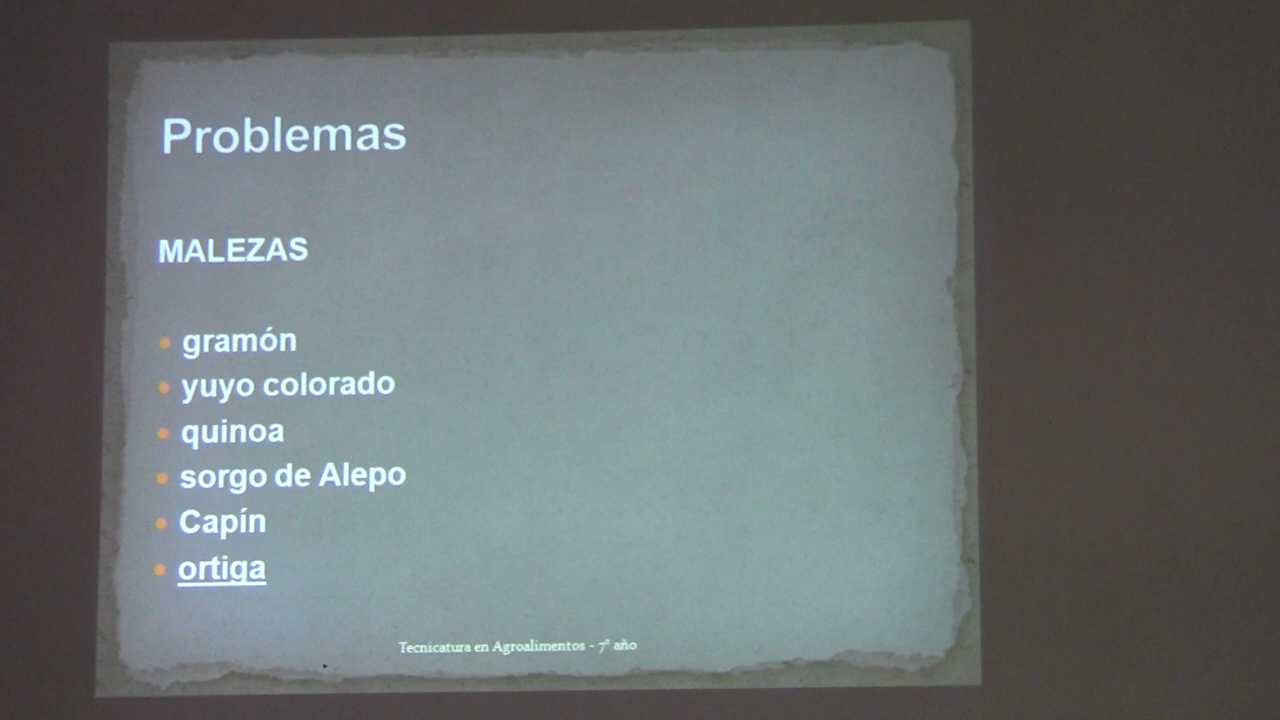 Problemas
MALEZAS
• gramón
• yuyo colorado
• quinoa
• sorgo de Alepo
• Capín
• ortiga
Tecnicatura en Agroalimentos - 7º año